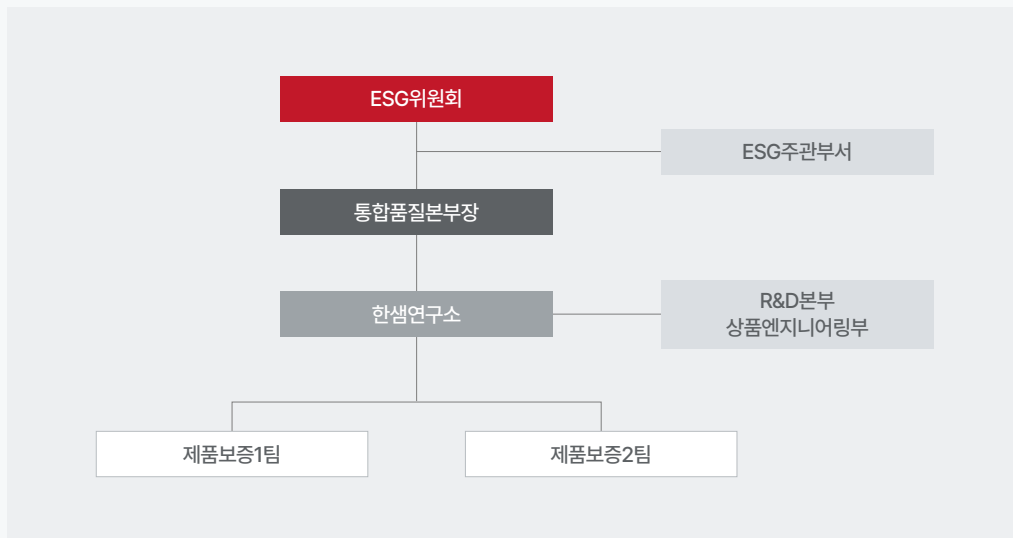 ESG위원회
ESG주관부서
통합품질본부장
한샘연구소
R&D본부
상품엔지니어링부
제품보증1팀
제품보증2팀